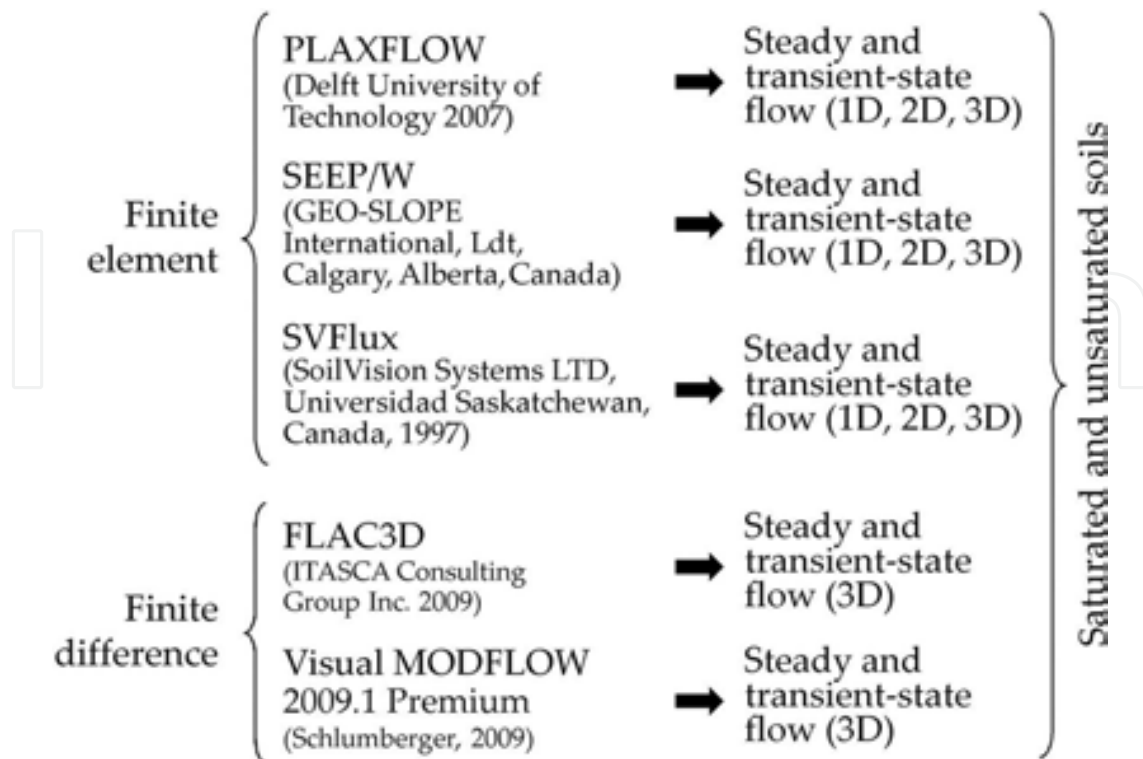 Finite
element
PLAXFLOW
(Delft University of
Technology 2007)
Steady and
transient-state
flow (1D, 2D, 3D)
SEEP/W
(GEO-SLOPE
International, Ldt,
Calgary, Alberta, Canada)
Steady and
transient-state
flow (1D, 2D, 3D)
SVFlux
(SoilVision Systems LTD,
Universidad Saskatchewan,
Canada, 1997)
Steady and
transient-state
flow (1D, 2D, 3D)
Finite
difference
FLAC3D
(ITASCA Consulting
Group Inc. 2009)
Steady and
transient-state
flow (3D)
Visual MODFLOW
2009.1 Premium
(Schlumberger, 2009)
Steady and
transient-state
flow (3D)
Saturated and unsaturated soils